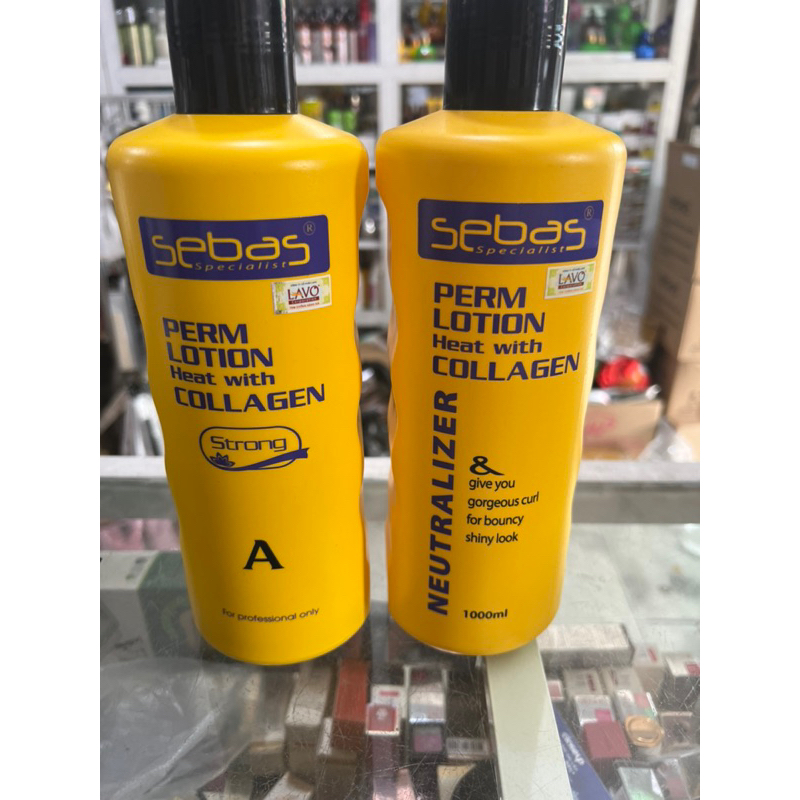 sebas®
Specialist
LAVO
PERM
LOTION
Heat with
COLLAGEN
Strong
A
For professional only
sebas®
Specialist
LAVO
PERM
LOTION
Heat with
COLLAGEN
NEUTRALIZER
&
give you
gorgeous curl
for bouncy
shiny look
1000ml